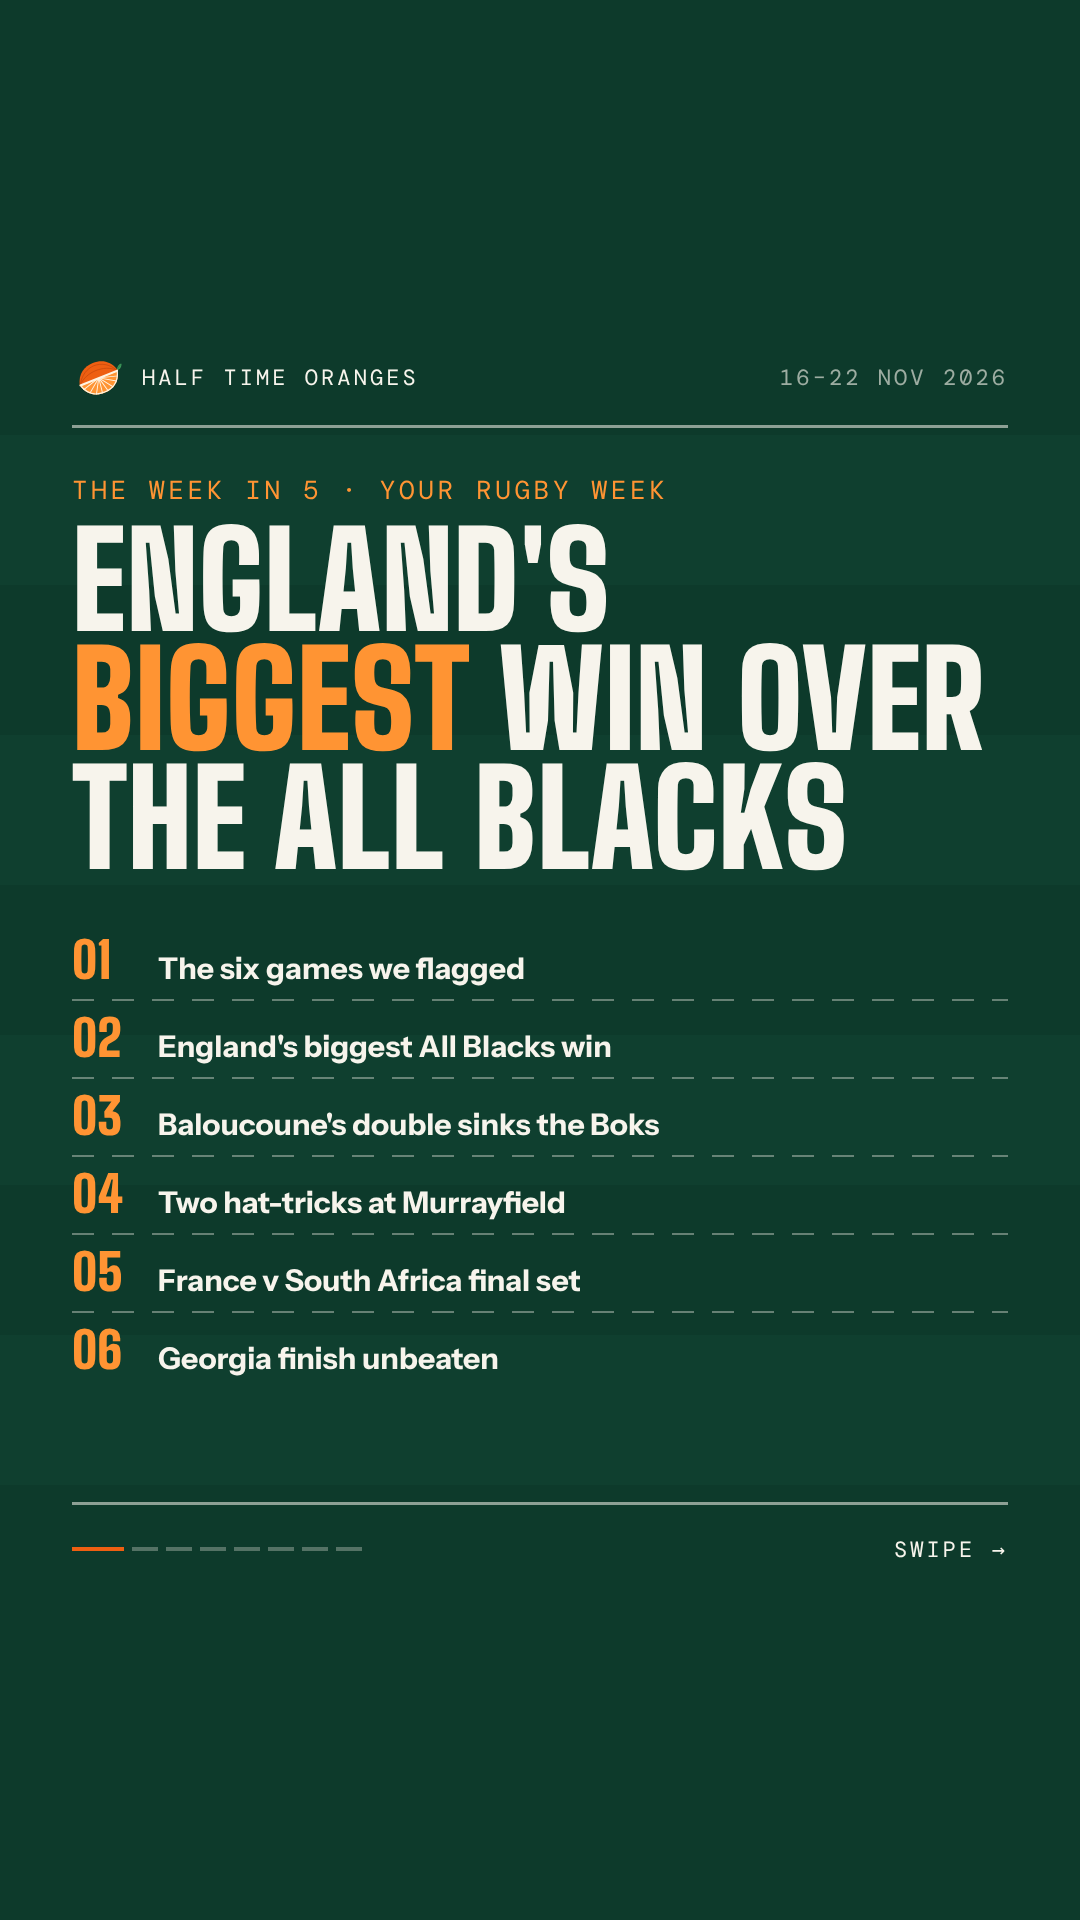 HALF TIME ORANGES
16–22 NOV 2026
THE WEEK IN 5 · YOUR RUGBY WEEK
ENGLAND'S
BIGGEST WIN OVER
THE ALL BLACKS
01 The six games we flagged
02 England's biggest All Blacks win
03 Baloucoune's double sinks the Boks
04 Two hat-tricks at Murrayfield
05 France v South Africa final set
06 Georgia finish unbeaten
SWIPE →